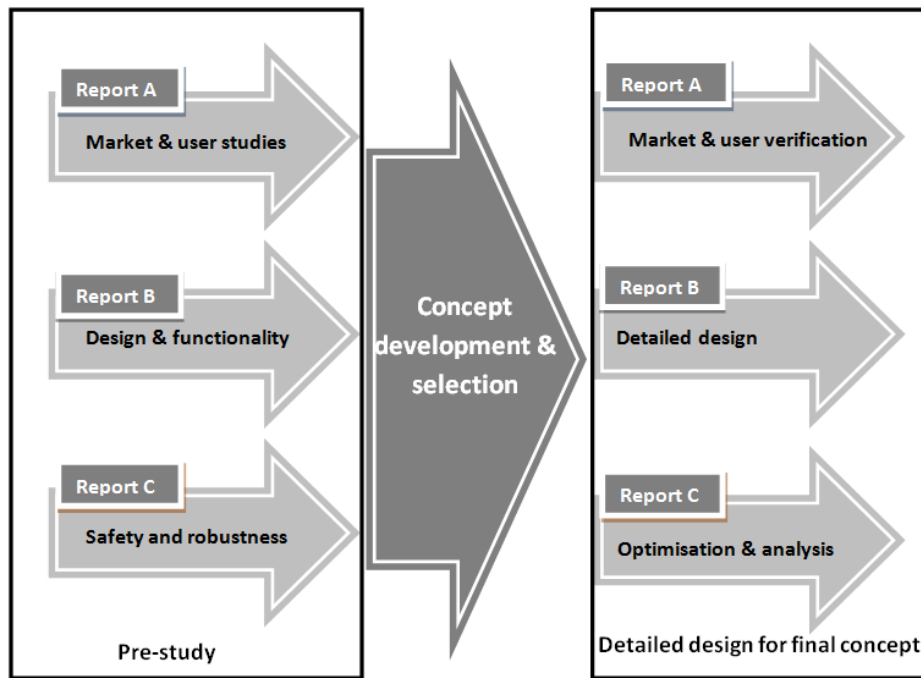 Report A
Market & user studies
Report B
Design & functionality
Report C
Safety and robustness
Pre-study
Concept
development &
selection
Report A
Market & user verification
Report B
Detailed design
Report C
Optimisation & analysis
Detailed design for final concept